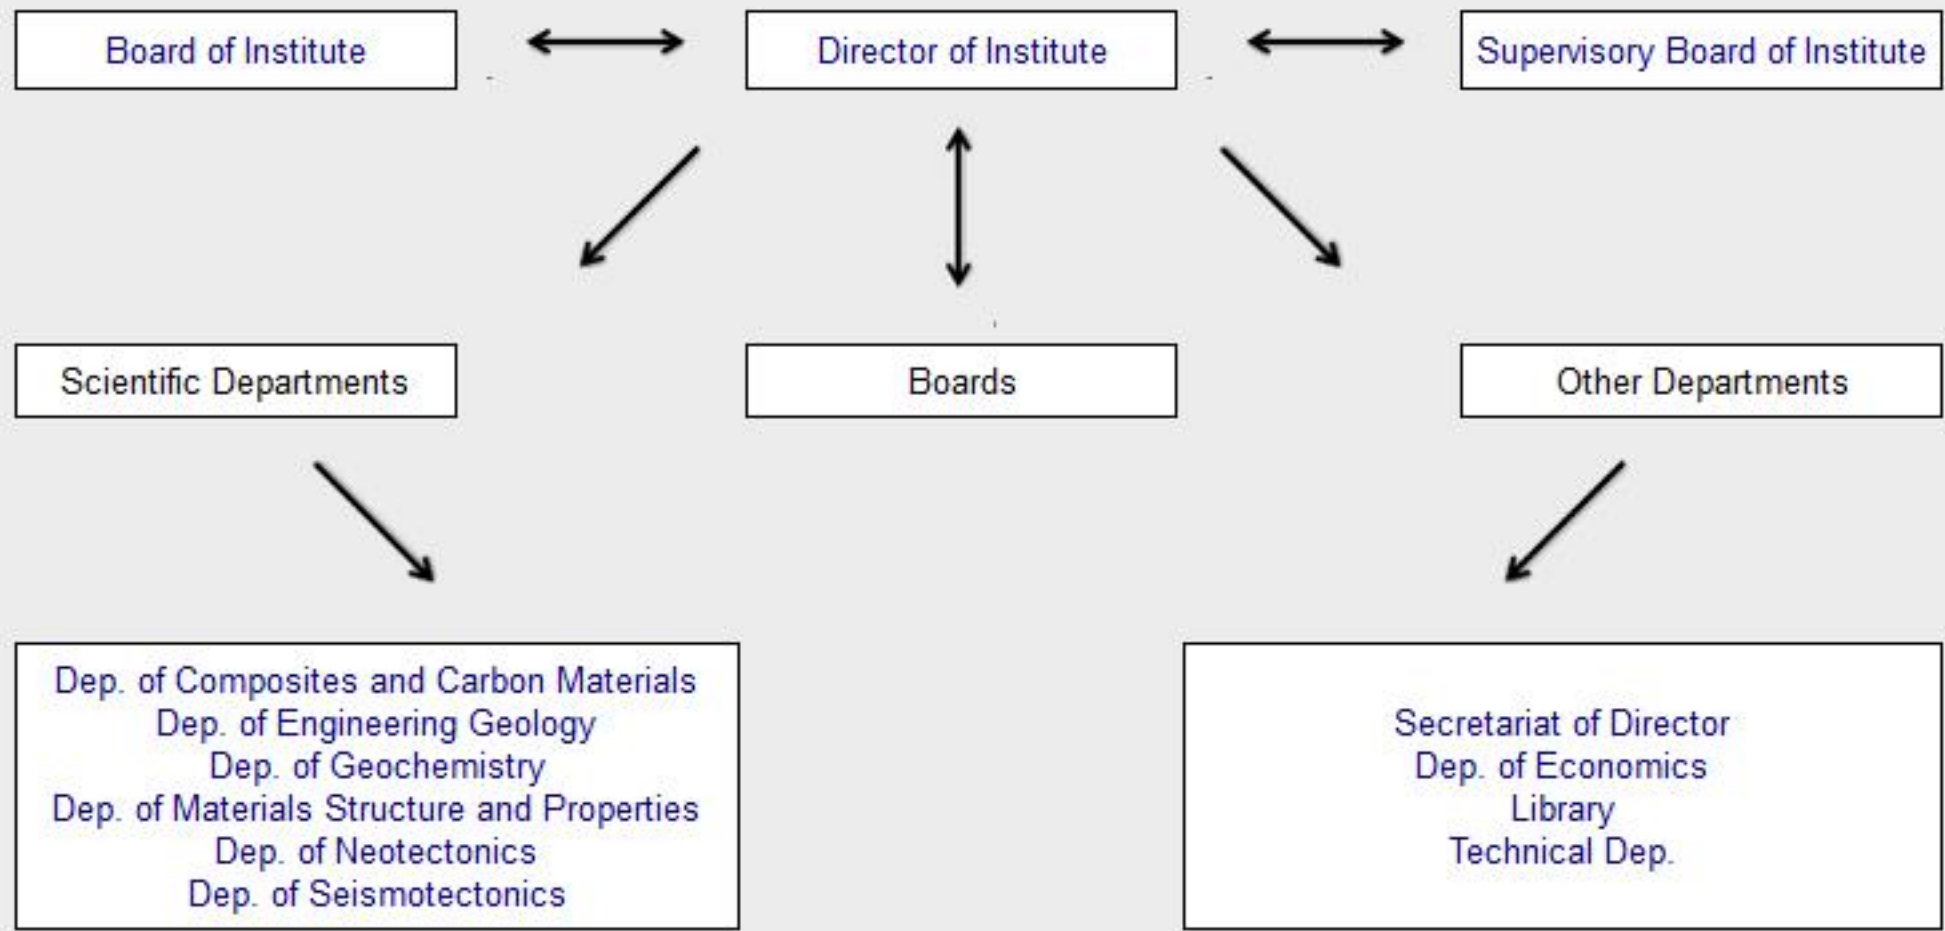 Board of Institute
Director of Institute
Supervisory Board of Institute
Scientific Departments
Boards
Other Departments
Dep. of Composites and Carbon Materials
Dep. of Engineering Geology
Dep. of Geochemistry
Dep. of Materials Structure and Properties
Dep. of Neotectonics
Dep. of Seismotectonics
Secretariat of Director
Dep. of Economics
Library
Technical Dep.